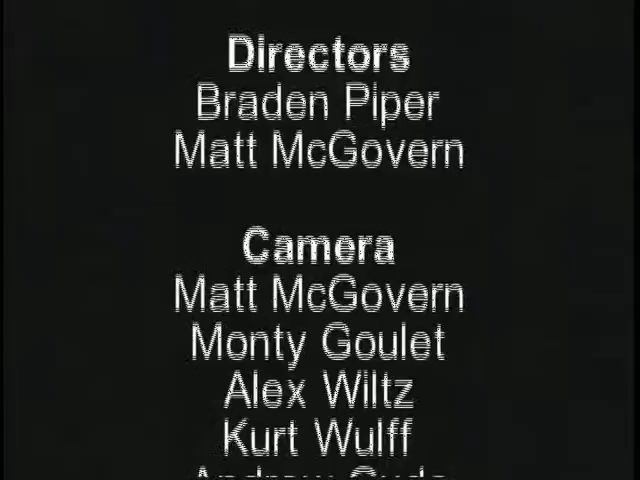 Directors
Braden Piper
Matt McGovern
Camera
Matt McGovern
Monty Goulet
Alex Wiltz
Kurt Wulff